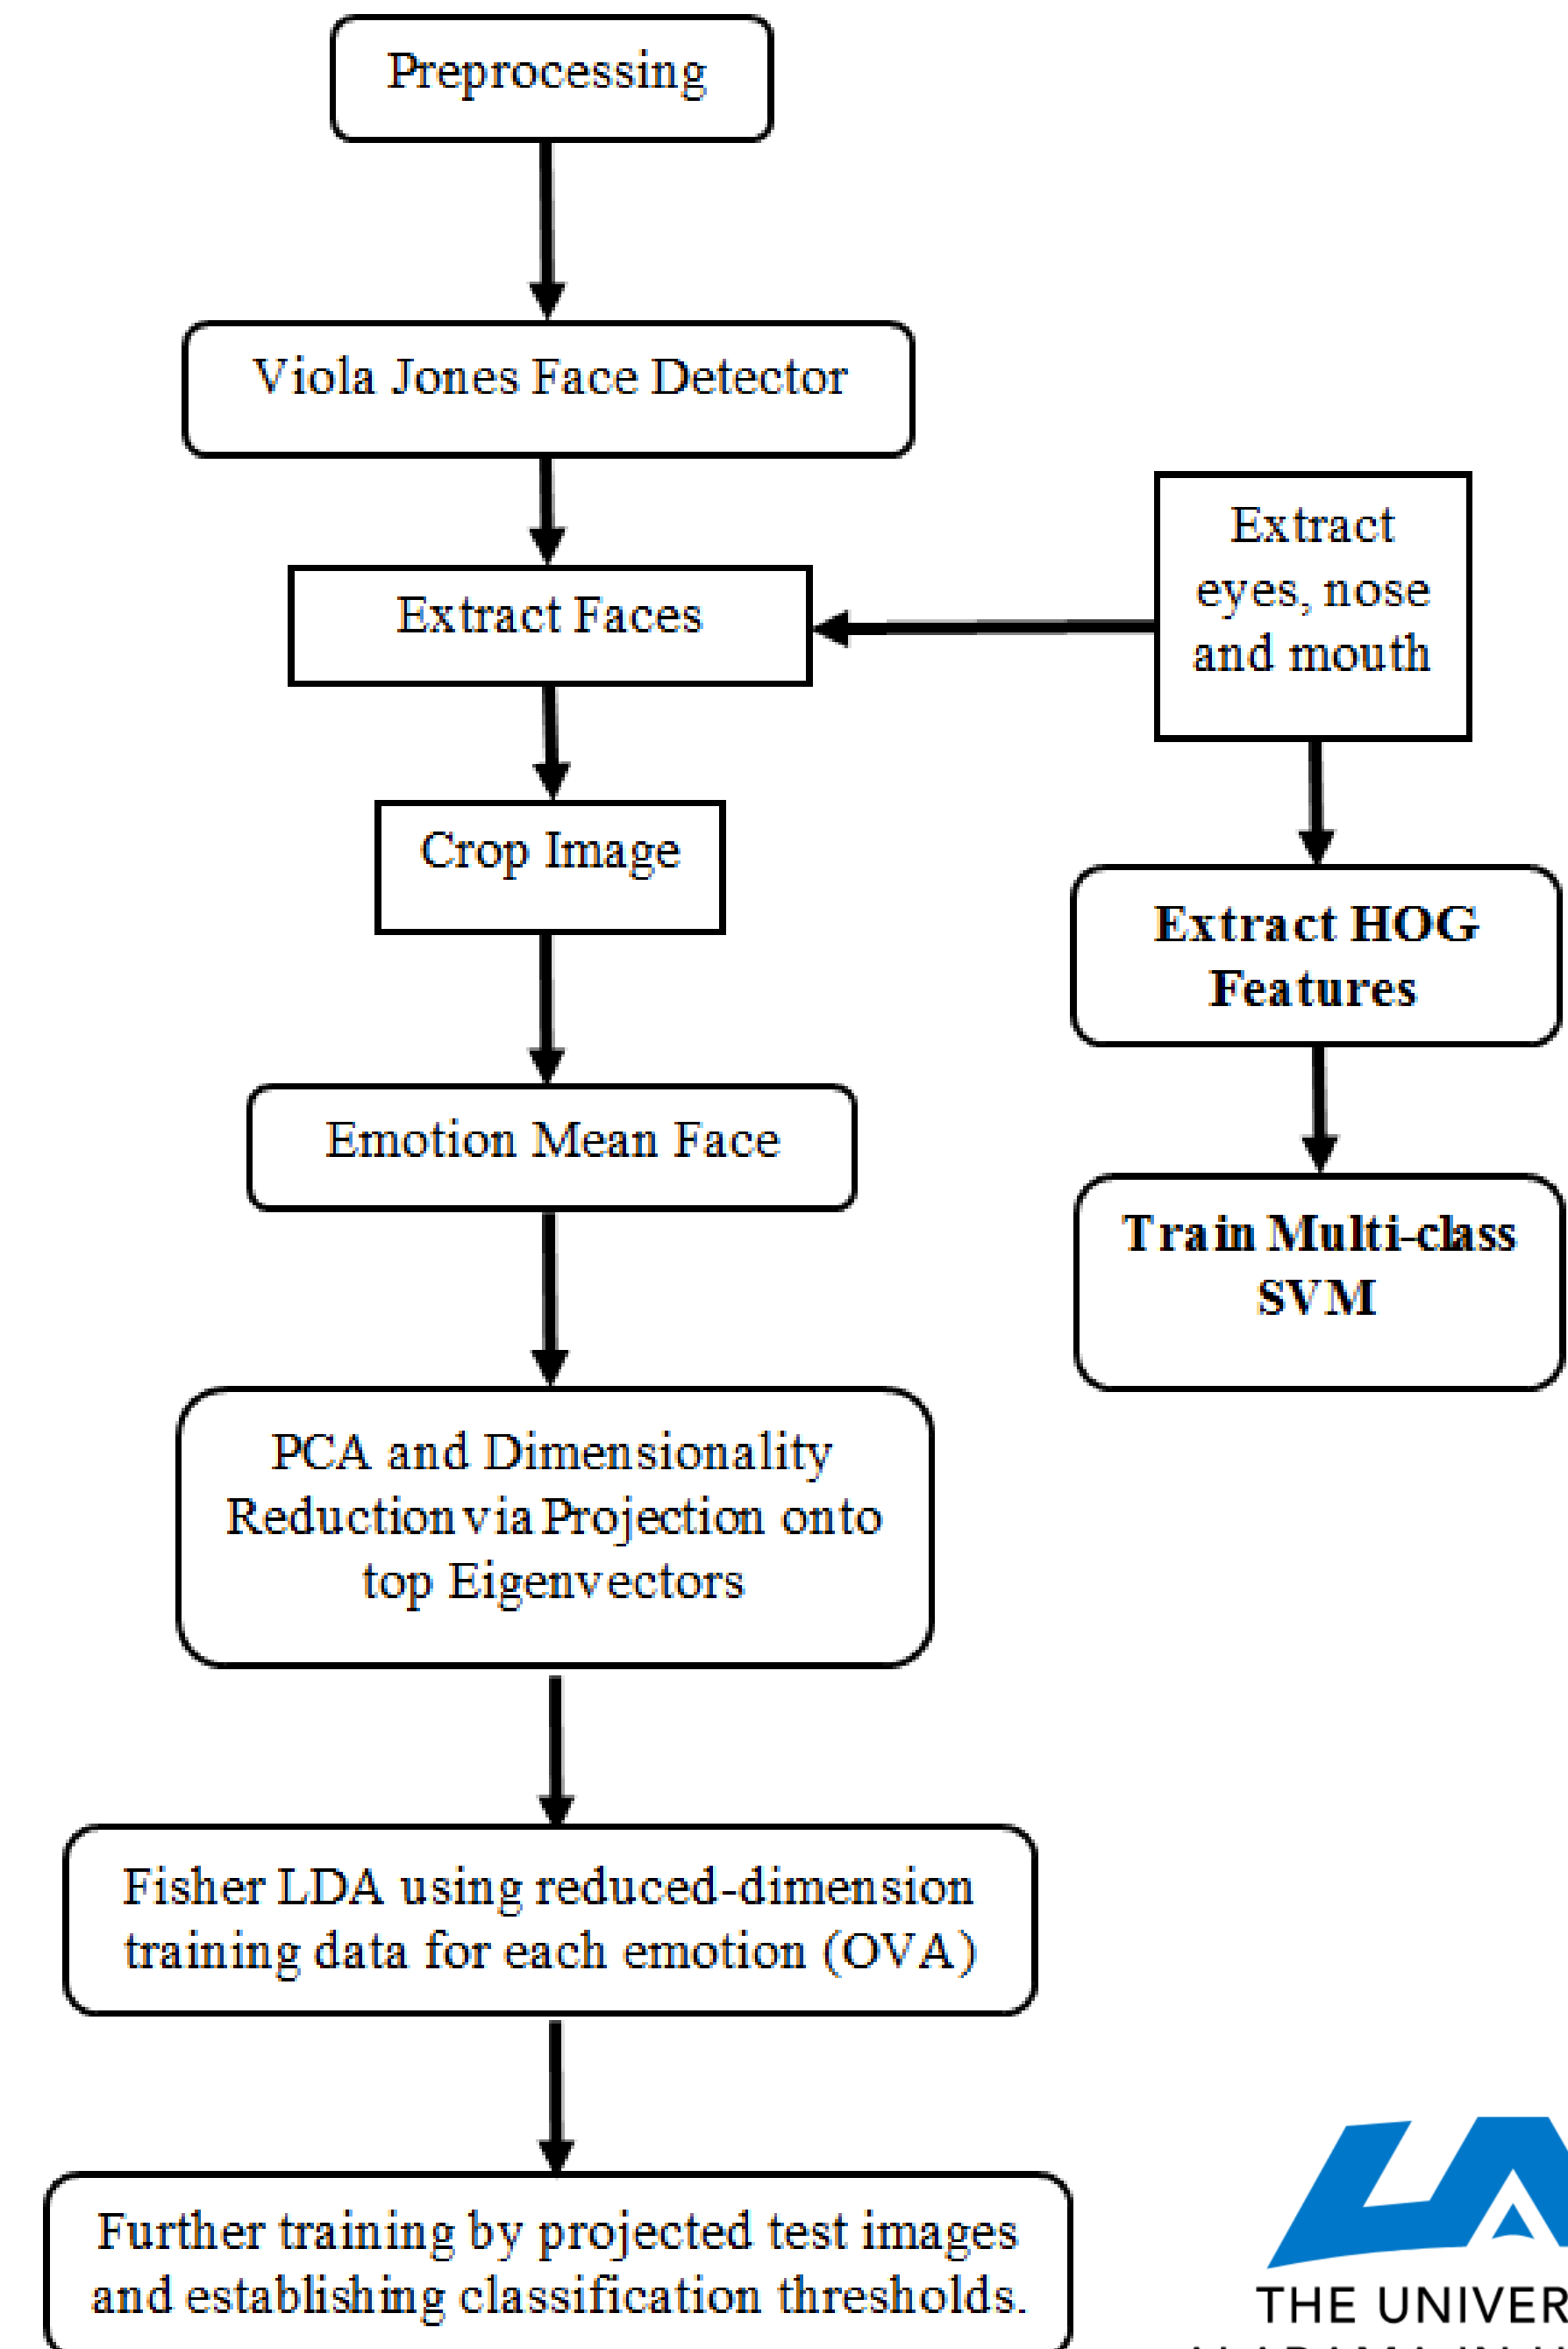 Preprocessing
Viola Jones Face Detector
Extract Faces
Extract
eyes, nose
and mouth
Crop Image
Extract HOG
Features
Emotion Mean Face
Train Multi-class
SVM
PCA and Dimensionality
Reduction via Projection onto
top Eigenvectors
Fisher LDA using reduced-dimension
training data for each emotion (OVA)
Further training by projected test images
and establishing classification thresholds.
THE